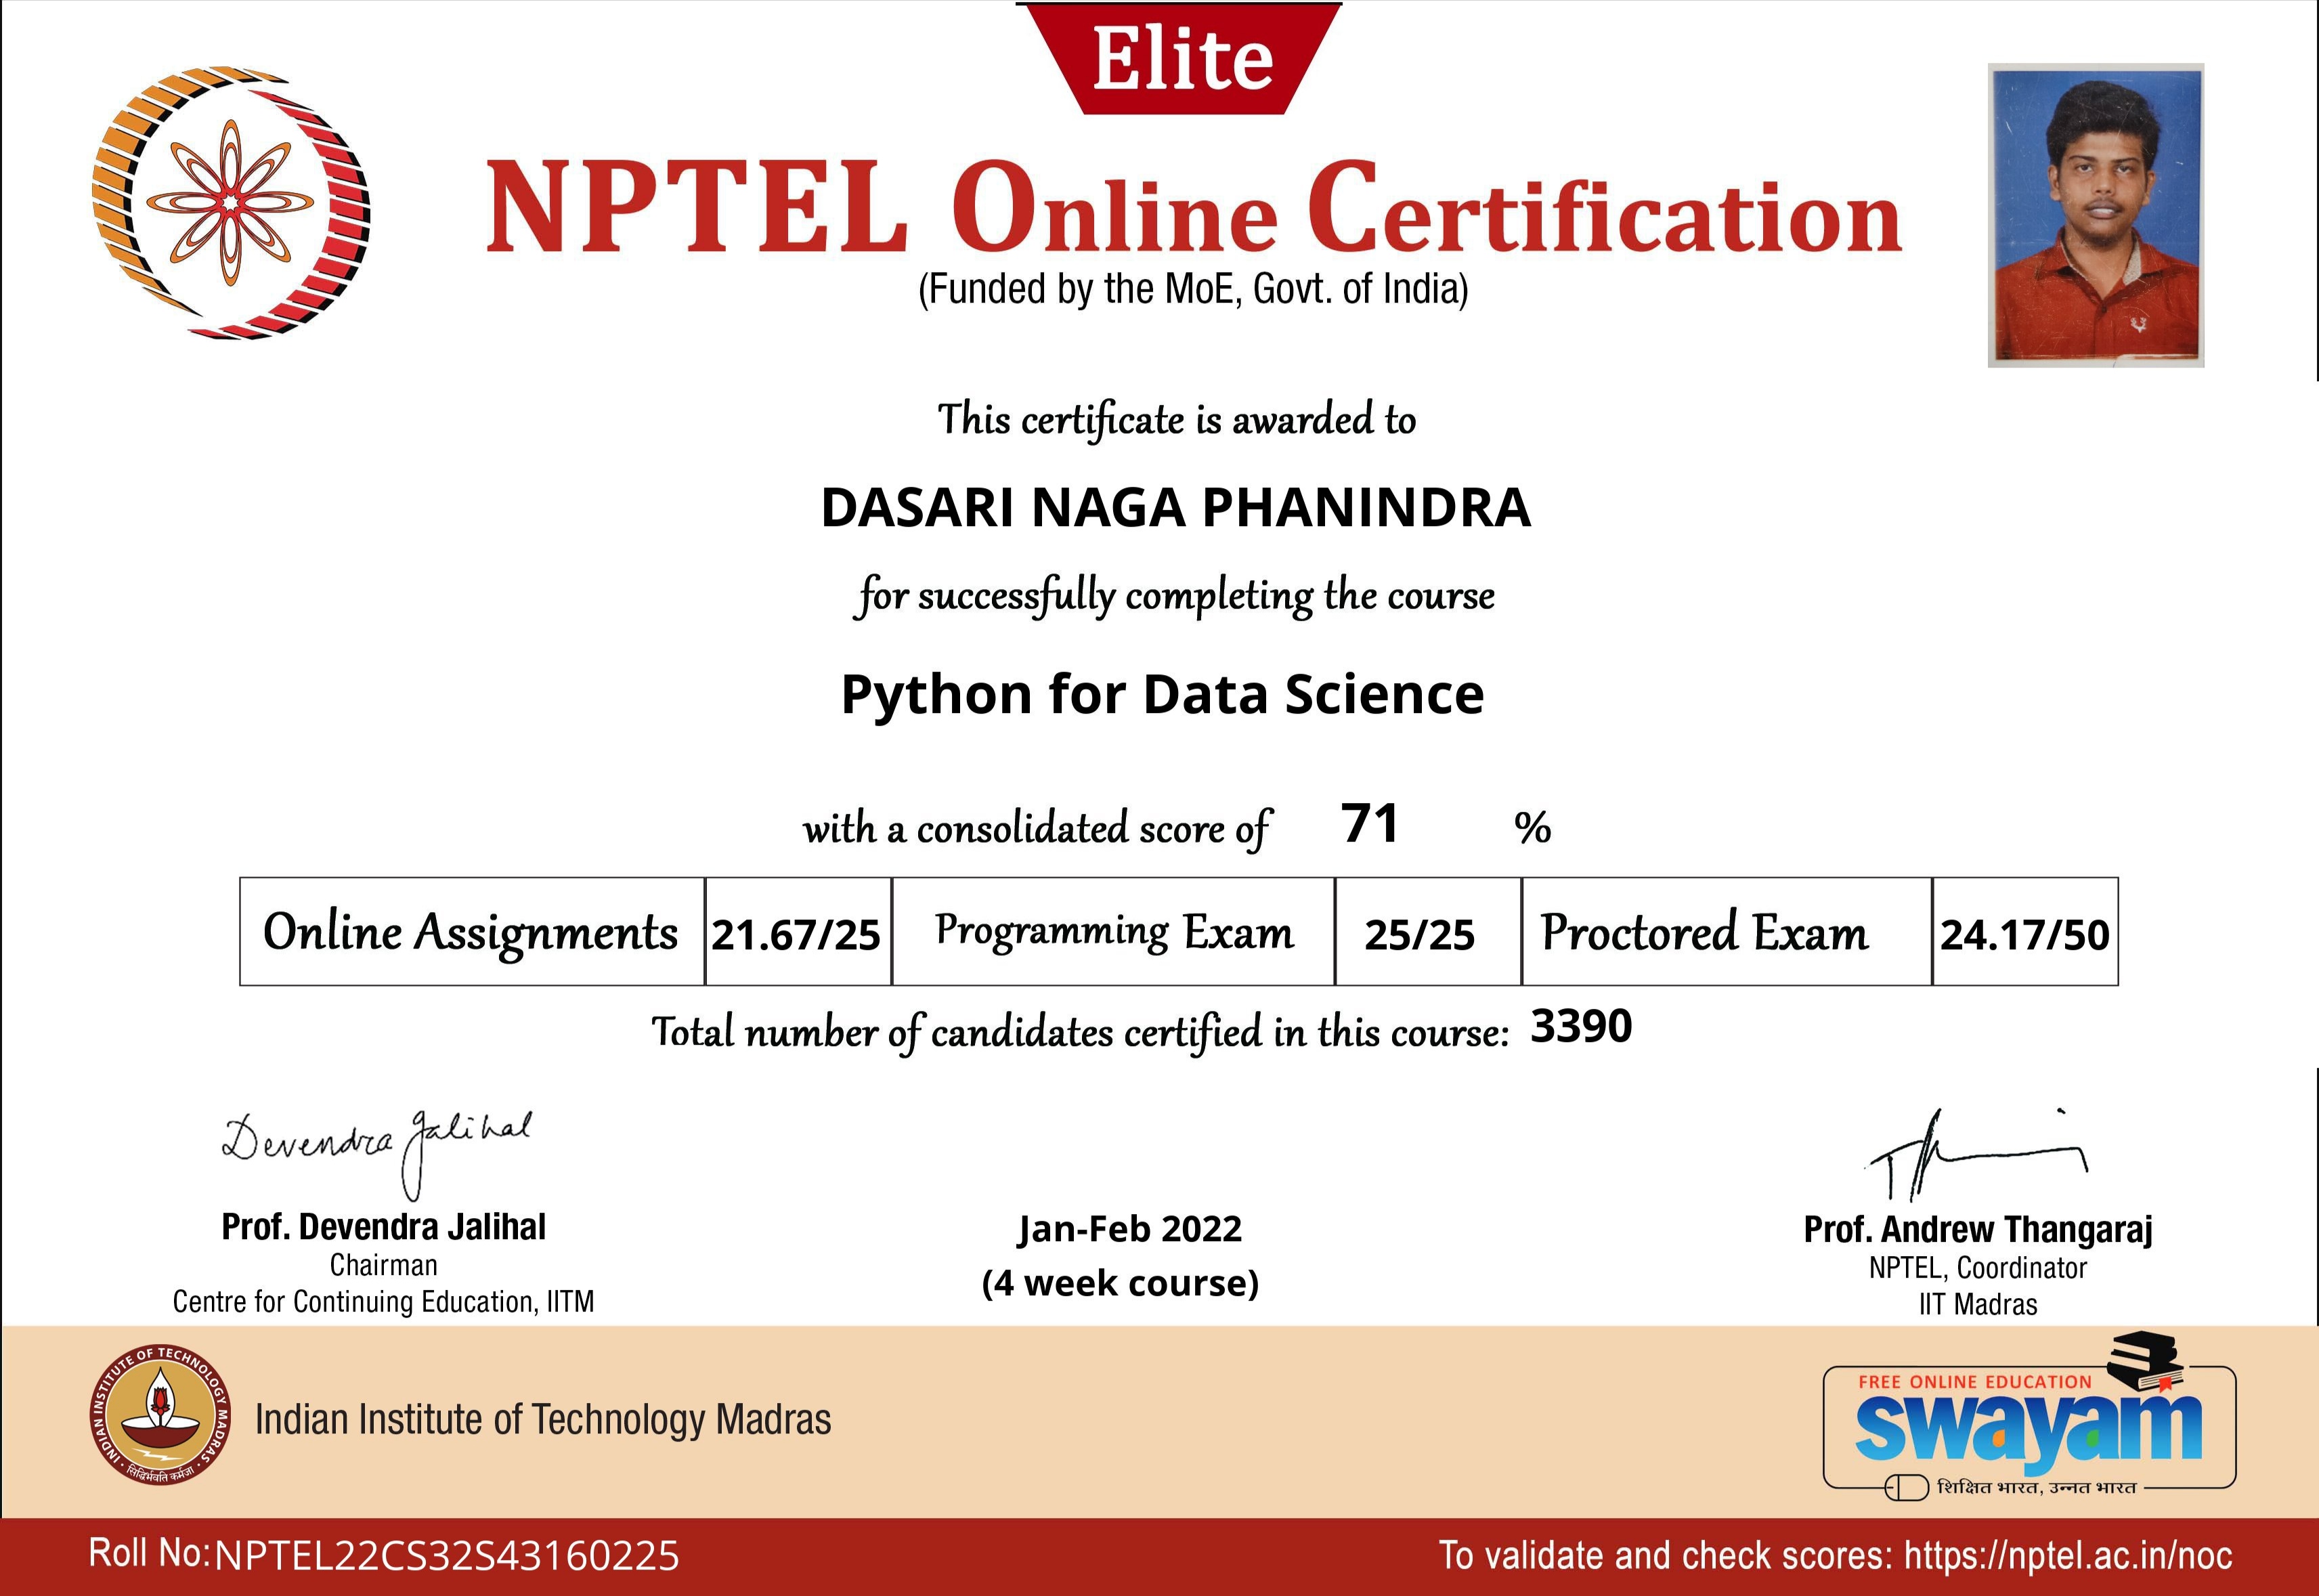 Elite
NPTEL Online Certification
(Funded by the MoE, Govt. of India)
This certificate is awarded to
DASARI NAGA PHANINDRA
for successfully completing the course
Python for Data Science
with a consolidated score of 71 %
Online Assignments 21.67/25 Programming Exam 25/25 Proctored Exam 24.17/50
Total number of candidates certified in this course: 3390
Devendra Jalihal
Prof. Devendra Jalihal
Chairman
Centre for Continuing Education, IITM
Jan-Feb 2022
(4 week course)
Prof. Andrew Thangaraj
NPTEL, Coordinator
IIT Madras
INDIAN INSTITUTE OF TECHNOLOGY MADRAS
सिद्धिर्भवति कर्मजा
Indian Institute of Technology Madras
FREE ONLINE EDUCATION
swayam
शिक्षित भारत, उन्नत भारत
Roll No:NPTEL22CS32S43160225
To validate and check scores: https://nptel.ac.in/noc